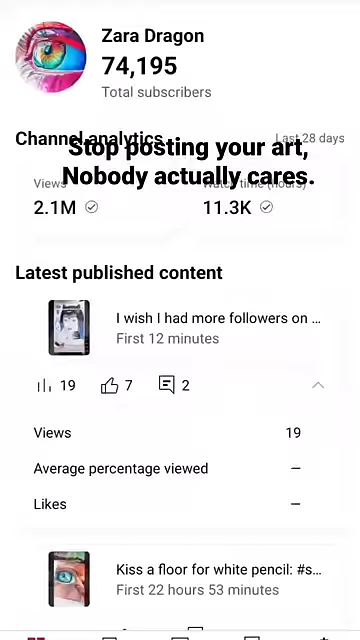 Zara Dragon
74,195
Total subscribers
Channel analytics
Last 28 days
Stop posting your art,
Nobody actually cares.
Views
Watch time (hours)
2.1M
11.3K
Latest published content
I wish I had more followers on ...
First 12 minutes
19
7
2
Views 19
Average percentage viewed —
Likes —
Kiss a floor for white pencil: #s...
First 22 hours 53 minutes